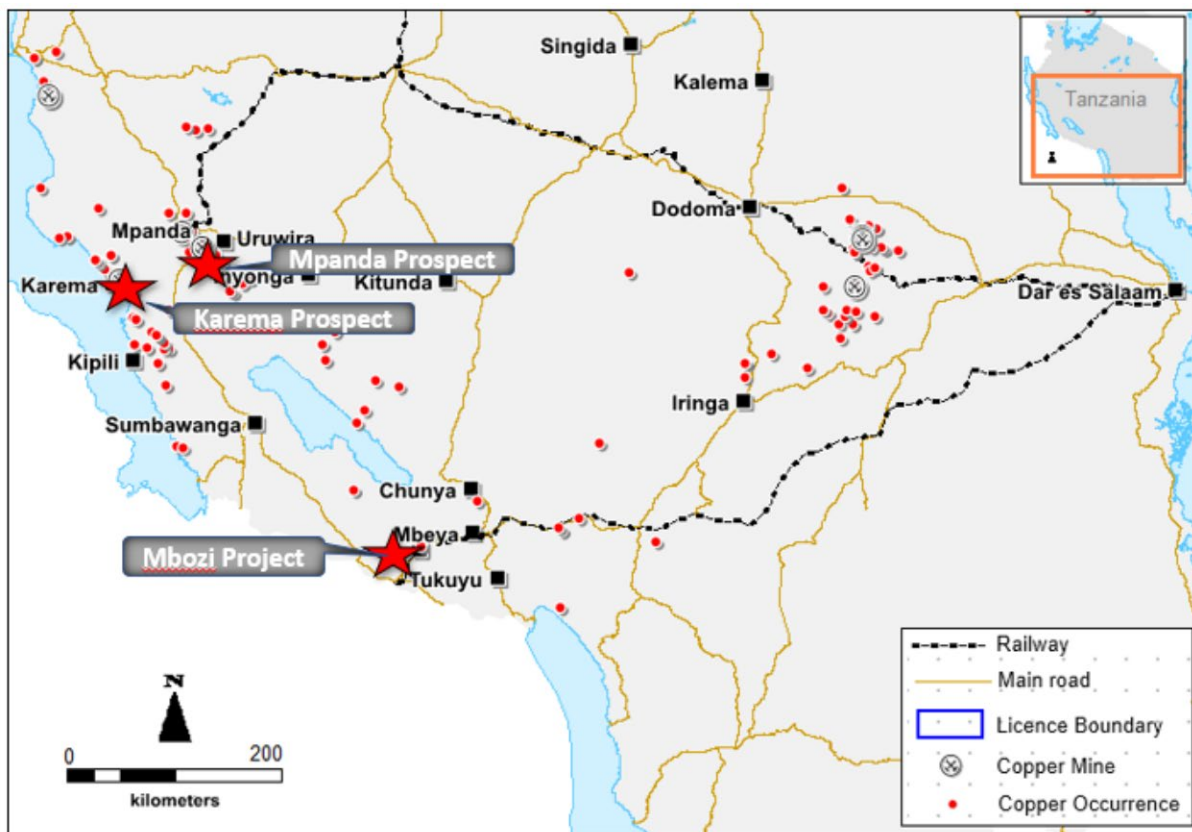 Singida
Kalema
Tanzania
Dodoma
Mpanda
Uruwira
Mpanda Prospect
nyonga
Kitunda
Karema
Karema Prospect
Dar es Salaam
Kipili
Iringa
Sumbawanga
Chunya
Mbeya
Mbozi Project
Tukuyu
N
0 200
kilometers
Railway
Main road
Licence Boundary
Copper Mine
Copper Occurrence